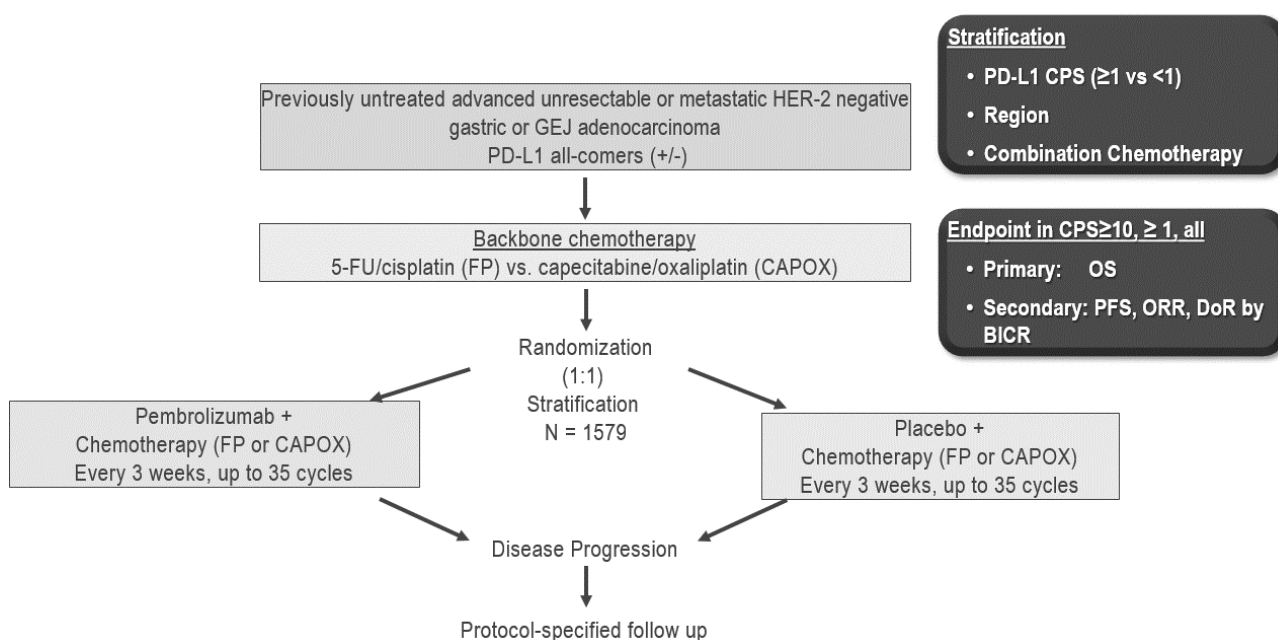 Previously untreated advanced unresectable or metastatic HER-2 negative
gastric or GEJ adenocarcinoma
PD-L1 all-comers (+/-)
Backbone chemotherapy
5-FU/cisplatin (FP) vs. capecitabine/oxaliplatin (CAPOX)
Randomization
(1:1)
Stratification
N = 1579
Pembrolizumab +
Chemotherapy (FP or CAPOX)
Every 3 weeks, up to 35 cycles
Placebo +
Chemotherapy (FP or CAPOX)
Every 3 weeks, up to 35 cycles
Disease Progression
Protocol-specified follow up
Stratification
• PD-L1 CPS (≥1 vs <1)
• Region
• Combination Chemotherapy
Endpoint in CPS≥10, ≥ 1, all
• Primary: OS
• Secondary: PFS, ORR, DoR by
BICR